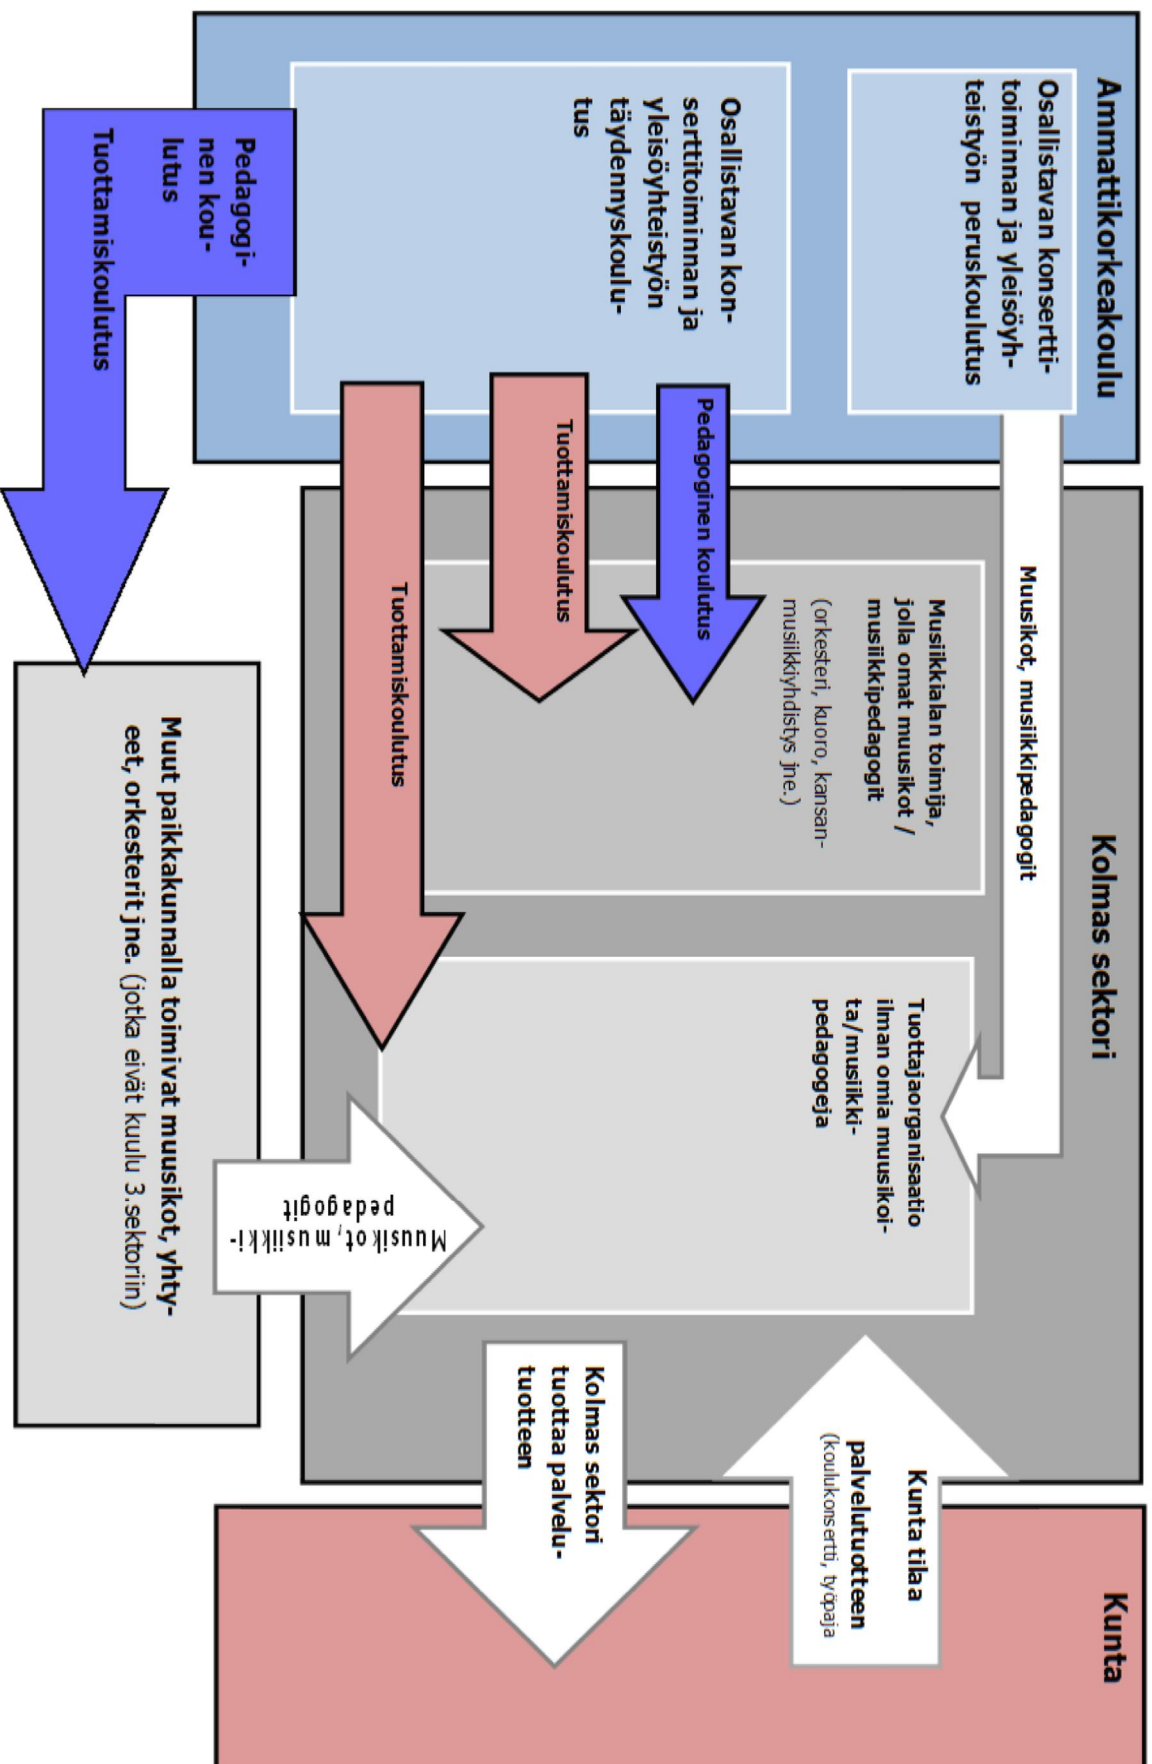 Ammattikorkeakoulu
Osallistavan konsertti-
toiminnan ja yleisöyh-
teistyön peruskoulutus
Osallistavan kon-
serttitoiminnan ja
yleisöyhteistyön
täydennyskoulu-
tus
Pedagogi-
nen kou-
lutus
Tuottamiskoulutus
Pedagoginen koulutus
Tuottamiskoulutus
Tuottamiskoulutus
Muusikot, musiikkipedagogit
Kolmas sektori
Musiikkialan toimija,
jolla omat muusikot /
musiikkipedagogit
(orkesteri, kuoro, kansan-
musiikkiyhdistys jne.)
Tuottajaorganisaatio
ilman omia muusikoi-
ta/musiikki-
pedagogeja
Muusikot, musiikki-
pedagogit
Muut paikkakunnalla toimivat muusikot, yhty-
eet, orkesterit jne. (jotka eivät kuulu 3.sektoriin)
Kunta
Kunta tilaa
palvelutuotteen
(koulukonsertti, työpaja
Kolmas sektori
tuottaa palvelu-
tuotteen